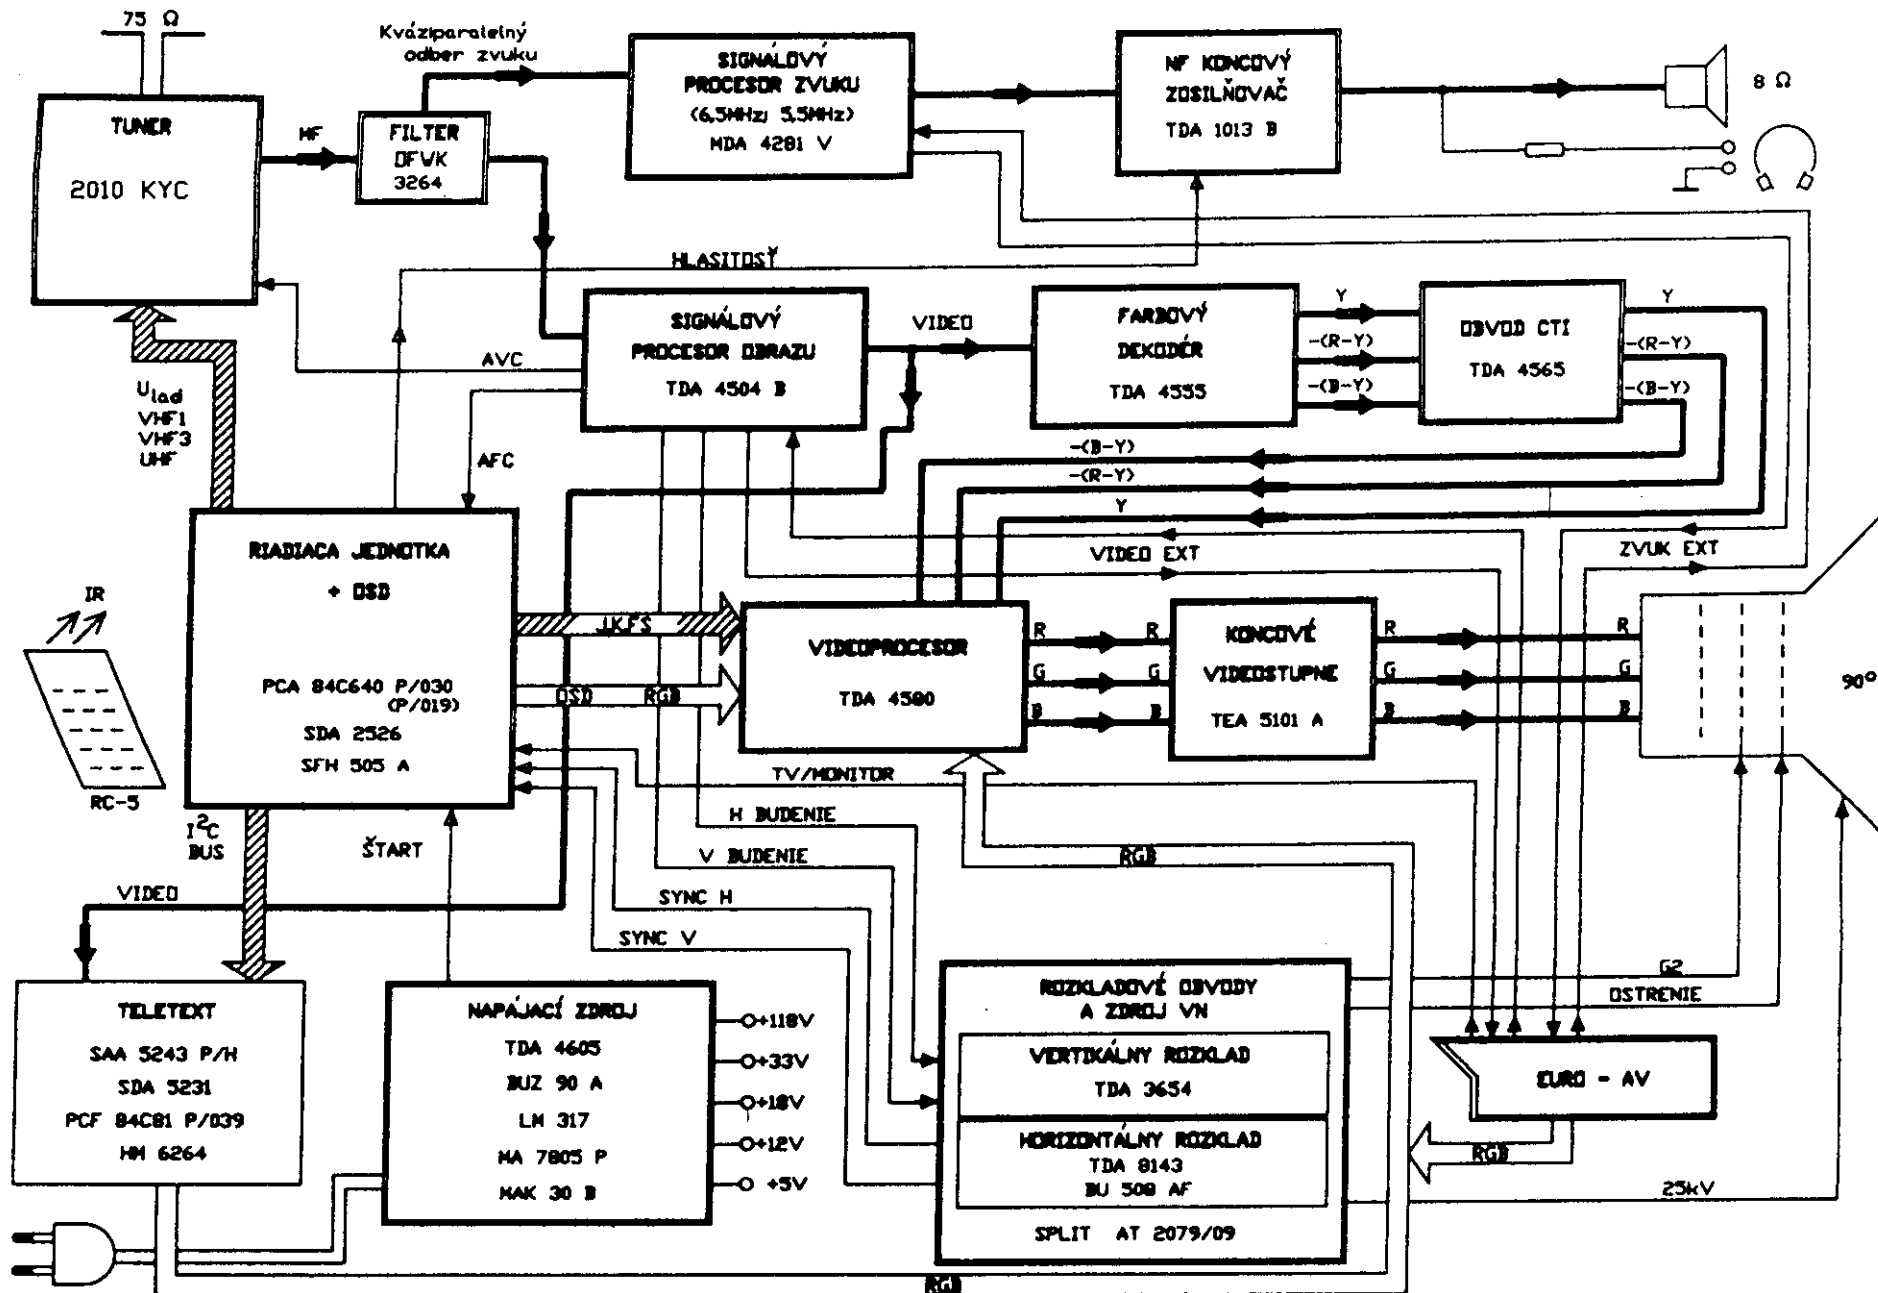 75 Ω
TUNER
2010 KYC
MF
Kváziparalelný
odber zvuku
FILTER
OFWK
3264
SIGNÁLOVÝ
PROCESOR ZVUKU
(6,5MHz; 5,5MHz)
MDA 4281 V
NF KONCOVÝ
ZOSILŇOVAČ
TDA 1013 B
8 Ω
HLASITOSŤ
AVC
AFC
SIGNÁLOVÝ
PROCESOR OBRAZU
TDA 4504 B
VIDEO
FARBOVÝ
DEKODÉR
TDA 4555
Y
-(R-Y)
-(B-Y)
OBVOD CTI
TDA 4565
Y
-(R-Y)
-(B-Y)
-(B-Y)
-(R-Y)
Y
VIDEO EXT
ZVUK EXT
Ulad
VHF1
VHF3
UHF
RIADIACA JEDNOTKA
+ OSD
PCA 84C640 P/030
(P/019)
SDA 2526
SFH 505 A
IR
RC-5
J,K,F,S
OSD RGB
VIDEOPROCESOR
TDA 4580
R
G
B
R
G
B
KONCOVÉ
VIDEOSTUPNE
TEA 5101 A
R
G
B
R
G
B
90°
TV/MONITOR
H BUDENIE
V BUDENIE
SYNC H
SYNC V
RGB
I²C
BUS
ŠTART
VIDEO
TELETEXT
SAA 5243 P/H
SDA 5231
PCF 84C81 P/039
HM 6264
NAPÁJACÍ ZDROJ
TDA 4605
BUZ 90 A
LM 317
MA 7805 P
MAK 30 B
+118V
+33V
+18V
+12V
+5V
ROZKLADOVÉ OBVODY
A ZDROJ VN
VERTIKÁLNY ROZKLAD
TDA 3654
HORIZONTÁLNY ROZKLAD
TDA 8143
BU 508 AF
SPLIT AT 2079/09
G2
OSTRENIE
EURO - AV
RGB
25kV
RGB